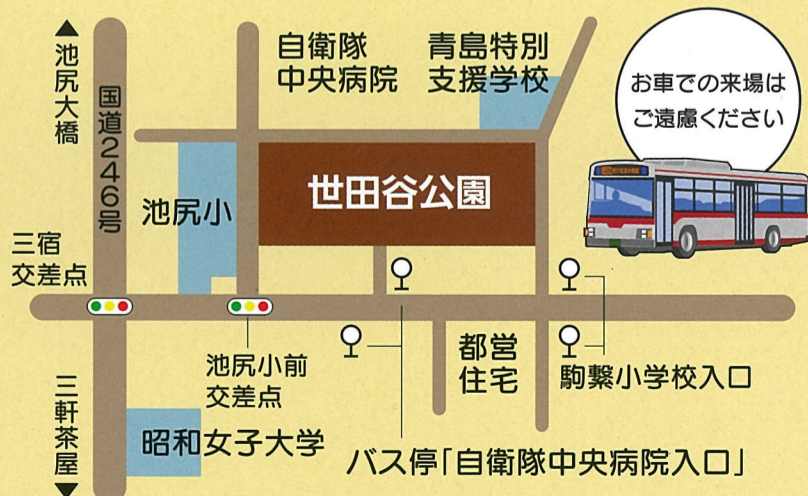 ▲池尻大橋
国道246号
自衛隊
中央病院
青島特別
支援学校
お車での来場は
ご遠慮ください
池尻小
世田谷公園
三宿
交差点
池尻小前
交差点
都営
住宅
駒繋小学校入口
三軒茶屋▼
昭和女子大学
バス停「自衛隊中央病院入口」